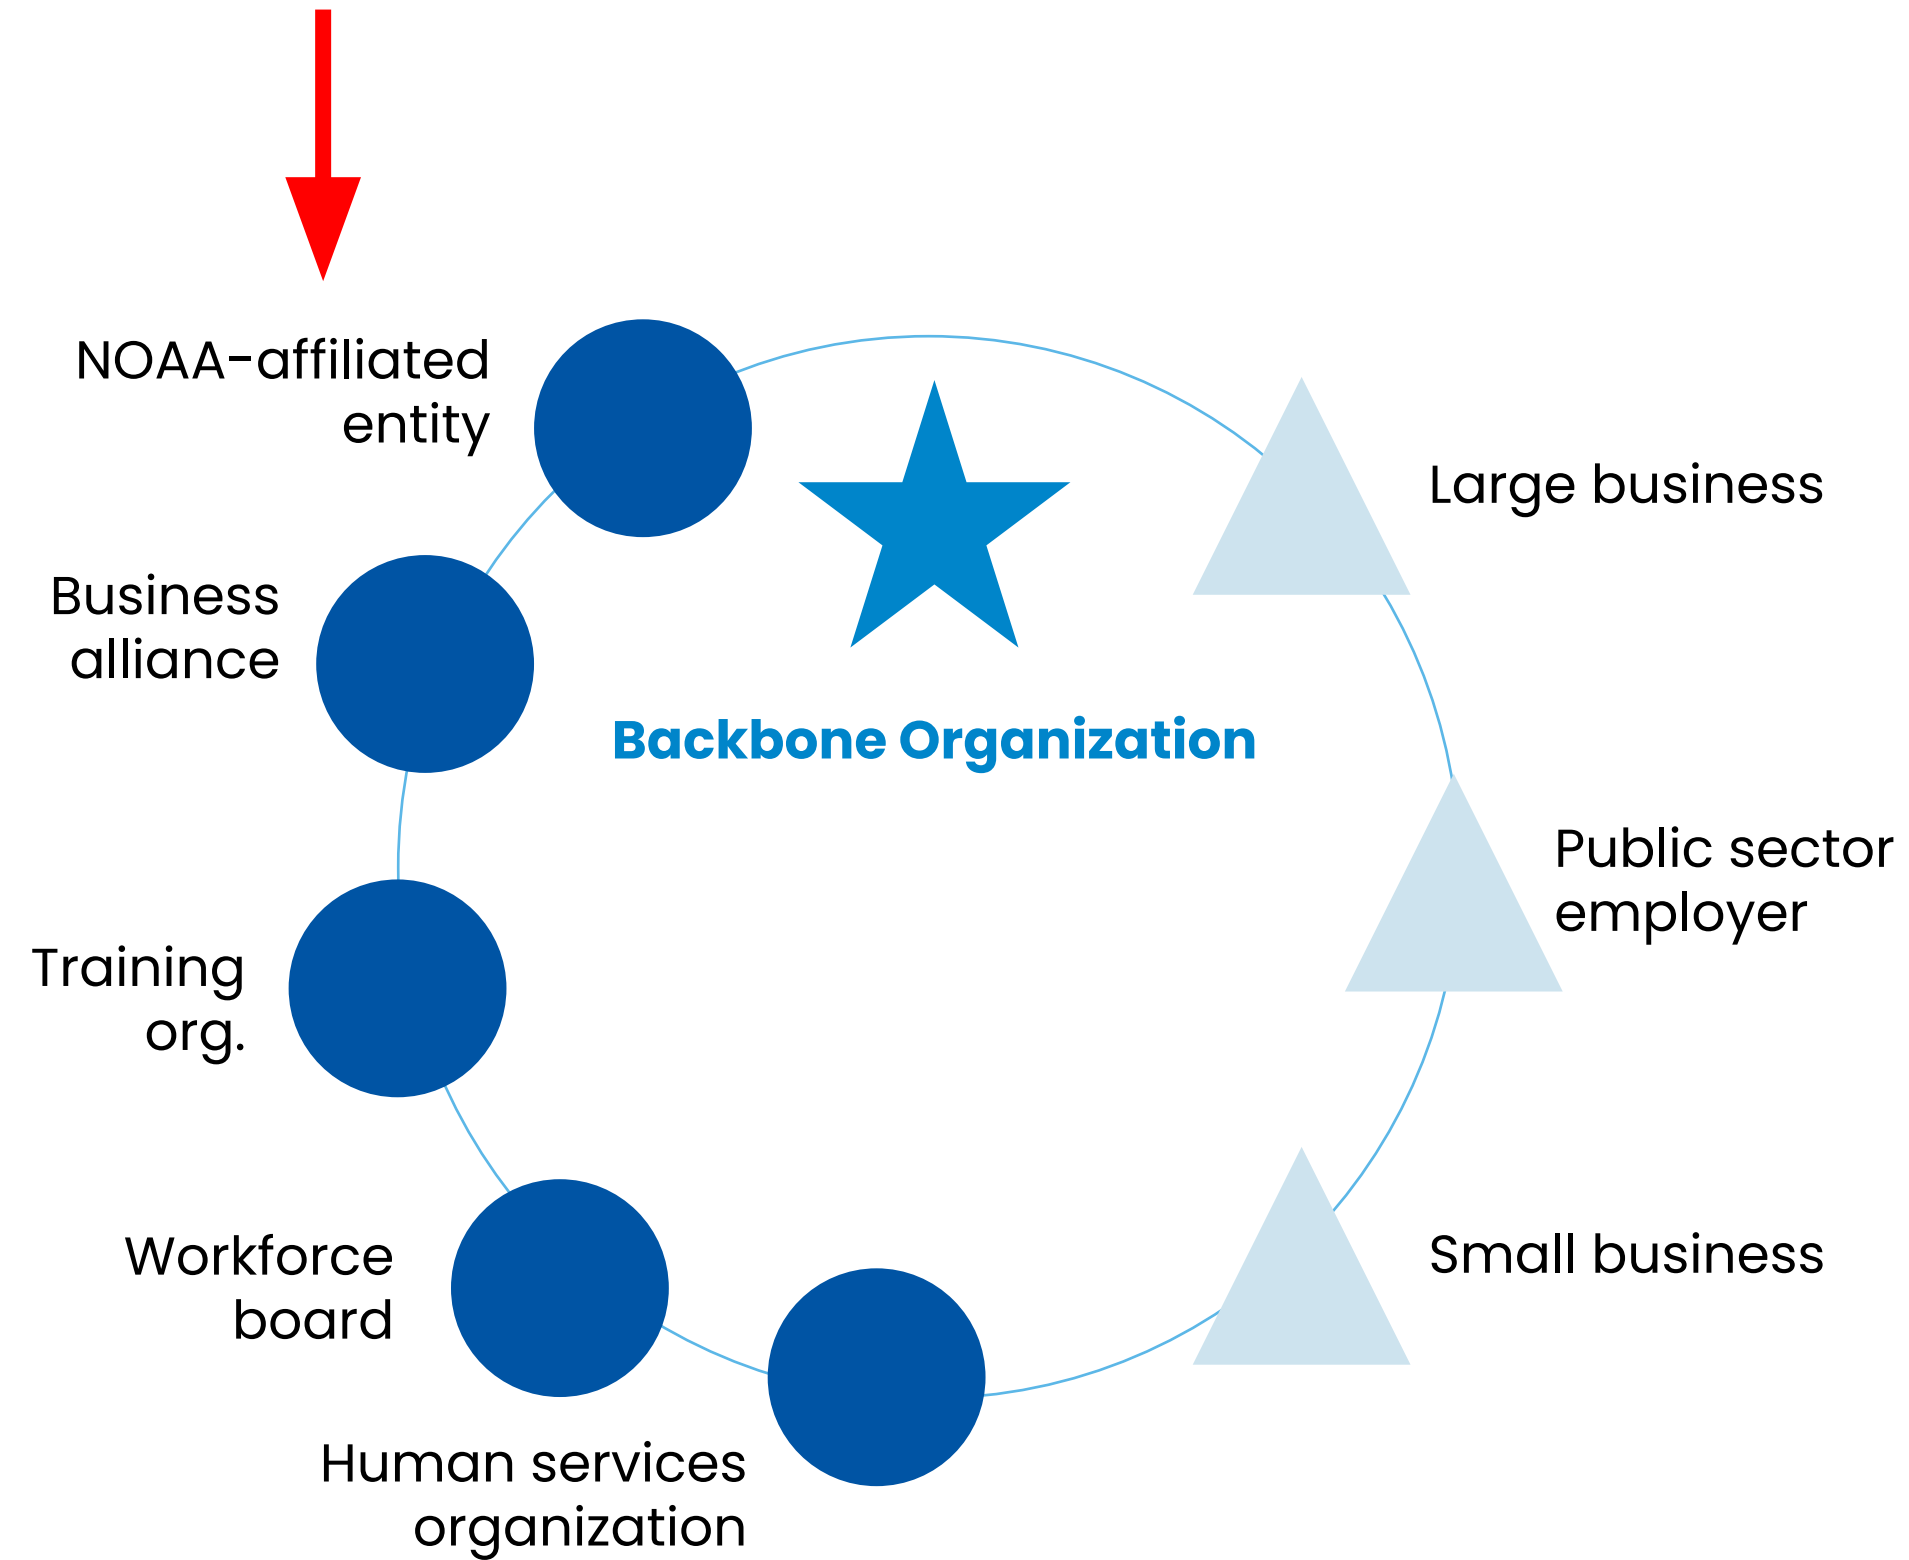 NOAA-affiliated
entity
Large business
Business
alliance
Backbone Organization
Public sector
employer
Training
org.
Workforce
board
Small business
Human services
organization